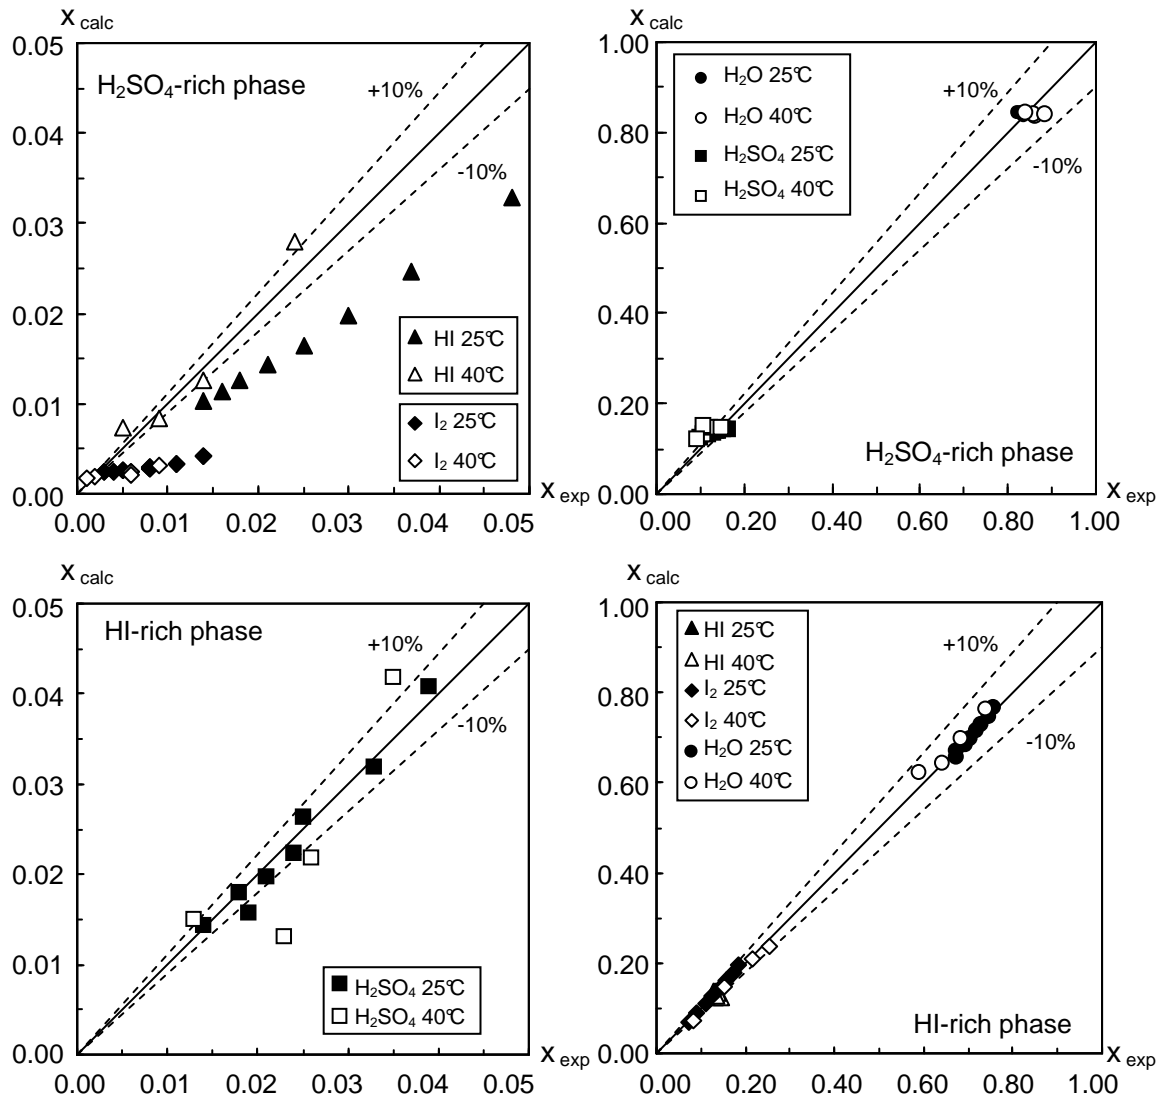 x calc
0.05
H₂SO₄-rich phase
+10%
0.04
-10%
0.03
0.02
HI 25°C
HI 40°C
0.01
I₂ 25°C
I₂ 40°C
0.00
x exp
0.00 0.01 0.02 0.03 0.04 0.05
x calc
1.00
H₂O 25°C
+10%
H₂O 40°C
0.80
H₂SO₄ 25°C
-10%
H₂SO₄ 40°C
0.60
0.40
0.20
H₂SO₄-rich phase
0.00
x exp
0.00 0.20 0.40 0.60 0.80 1.00
x calc
0.05
HI-rich phase
+10%
0.04
-10%
0.03
0.02
0.01
H₂SO₄ 25°C
H₂SO₄ 40°C
0.00
x exp
0.00 0.01 0.02 0.03 0.04 0.05
x calc
1.00
HI 25°C
+10%
HI 40°C
I₂ 25°C
0.80
I₂ 40°C
H₂O 25°C
-10%
H₂O 40°C
0.60
0.40
0.20
HI-rich phase
0.00
x exp
0.00 0.20 0.40 0.60 0.80 1.00